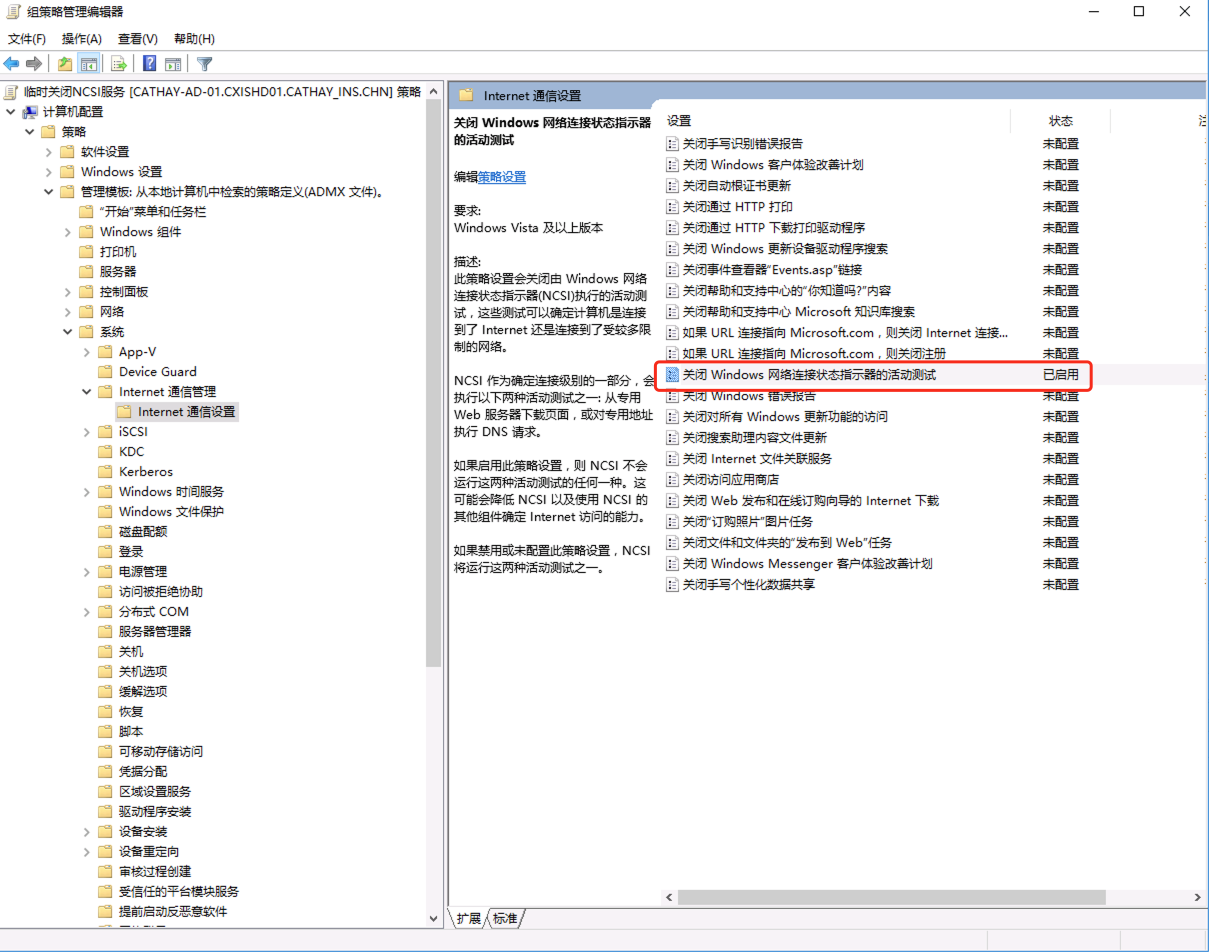 组策略管理编辑器
文件(F) 操作(A) 查看(V) 帮助(H)
临时关闭NCSI服务 [CATHAY-AD-01.CXISHD01.CATHAY_INS.CHN] 策略
计算机配置
策略
软件设置
Windows 设置
管理模板: 从本地计算机中检索的策略定义(ADMX 文件)。
"开始"菜单和任务栏
Windows 组件
打印机
服务器
控制面板
网络
系统
App-V
Device Guard
Internet 通信管理
Internet 通信设置
iSCSI
KDC
Kerberos
Windows 时间服务
Windows 文件保护
磁盘配额
登录
电源管理
访问被拒绝协助
分布式 COM
服务器管理器
关机
关机选项
缓解选项
恢复
脚本
可移动存储访问
凭据分配
区域设置服务
驱动程序安装
设备安装
设备重定向
审核过程创建
受信任的平台模块服务
提前启动反恶意软件
Internet 通信设置
关闭 Windows 网络连接状态指示器
的活动测试
编辑策略设置
要求:
Windows Vista 及以上版本
描述:
此策略设置会关闭由 Windows 网络
连接状态指示器(NCSI)执行的活动测
试，这些测试可以确定计算机是连接
到了 Internet 还是连接到了受较多限
制的网络。
NCSI 作为确定连接级别的一部分，会
执行以下两种活动测试之一: 从专用
Web 服务器下载页面，或对专用地址
执行 DNS 请求。
如果启用此策略设置，则 NCSI 不会
运行这两种活动测试的任何一种。这
可能会降低 NCSI 以及使用 NCSI 的
其他组件确定 Internet 访问的能力。
如果禁用或未配置此策略设置，NCSI
将运行这两种活动测试之一。
设置 状态
关闭手写识别错误报告 未配置
关闭 Windows 客户体验改善计划 未配置
关闭自动根证书更新 未配置
关闭通过 HTTP 打印 未配置
关闭通过 HTTP 下载打印驱动程序 未配置
关闭 Windows 更新设备驱动程序搜索 未配置
关闭事件查看器"Events.asp"链接 未配置
关闭帮助和支持中心的"你知道吗?"内容 未配置
关闭帮助和支持中心 Microsoft 知识库搜索 未配置
如果 URL 连接指向 Microsoft.com，则关闭 Internet 连接... 未配置
如果 URL 连接指向 Microsoft.com，则关闭注册 未配置
关闭 Windows 网络连接状态指示器的活动测试 已启用
关闭 Windows 错误报告 未配置
关闭对所有 Windows 更新功能的访问 未配置
关闭搜索助理内容文件更新 未配置
关闭 Internet 文件关联服务 未配置
关闭访问应用商店 未配置
关闭 Web 发布和在线订购向导的 Internet 下载 未配置
关闭"订购照片"图片任务 未配置
关闭文件和文件夹的"发布到 Web"任务 未配置
关闭 Windows Messenger 客户体验改善计划 未配置
关闭手写个性化数据共享 未配置
扩展 标准